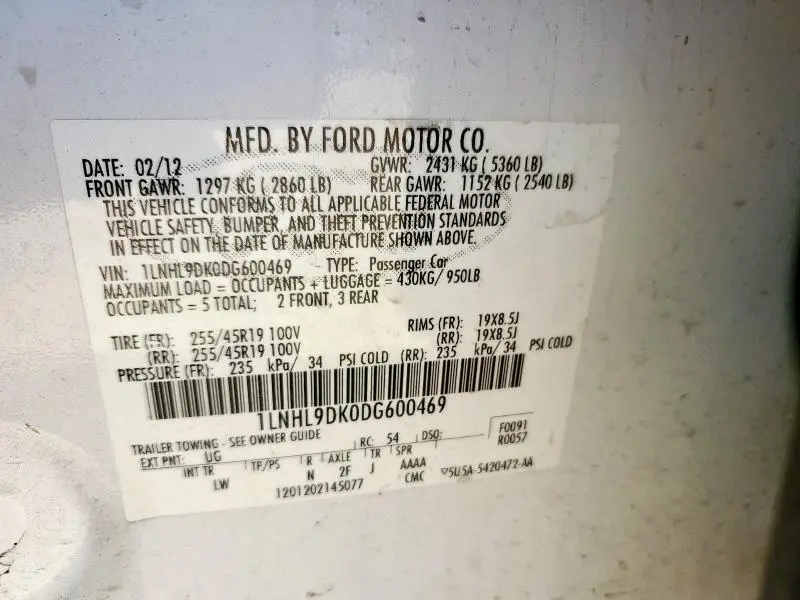 MFD. BY FORD MOTOR CO.
DATE: 02/12 GVWR: 2431 KG ( 5360 LB)
FRONT GAWR: 1297 KG ( 2860 LB) REAR GAWR: 1152 KG ( 2540 LB)
THIS VEHICLE CONFORMS TO ALL APPLICABLE FEDERAL MOTOR
VEHICLE SAFETY, BUMPER, AND THEFT PREVENTION STANDARDS
IN EFFECT ON THE DATE OF MANUFACTURE SHOWN ABOVE.
VIN: 1LNHL9DK0DG600469 TYPE: Passenger Car
MAXIMUM LOAD = OCCUPANTS + LUGGAGE = 430KG/ 950LB
OCCUPANTS = 5 TOTAL; 2 FRONT, 3 REAR
TIRE (FR): 255/45R19 100V RIMS (FR): 19X8.5J
(RR): 255/45R19 100V (RR): 19X8.5J
PRESSURE (FR): 235 kPa/ 34 PSI COLD (RR): 235 kPa/ 34 PSI COLD
1LNHL9DK0DG600469
TRAILER TOWING - SEE OWNER GUIDE
EXT PNT: UG RC: 54 DSO: F0091
R0057
INT TR TP/PS R AXLE TR SPR
LW N 2F J AAAA
1201202145077 CMC 5U5A-5420472-AA